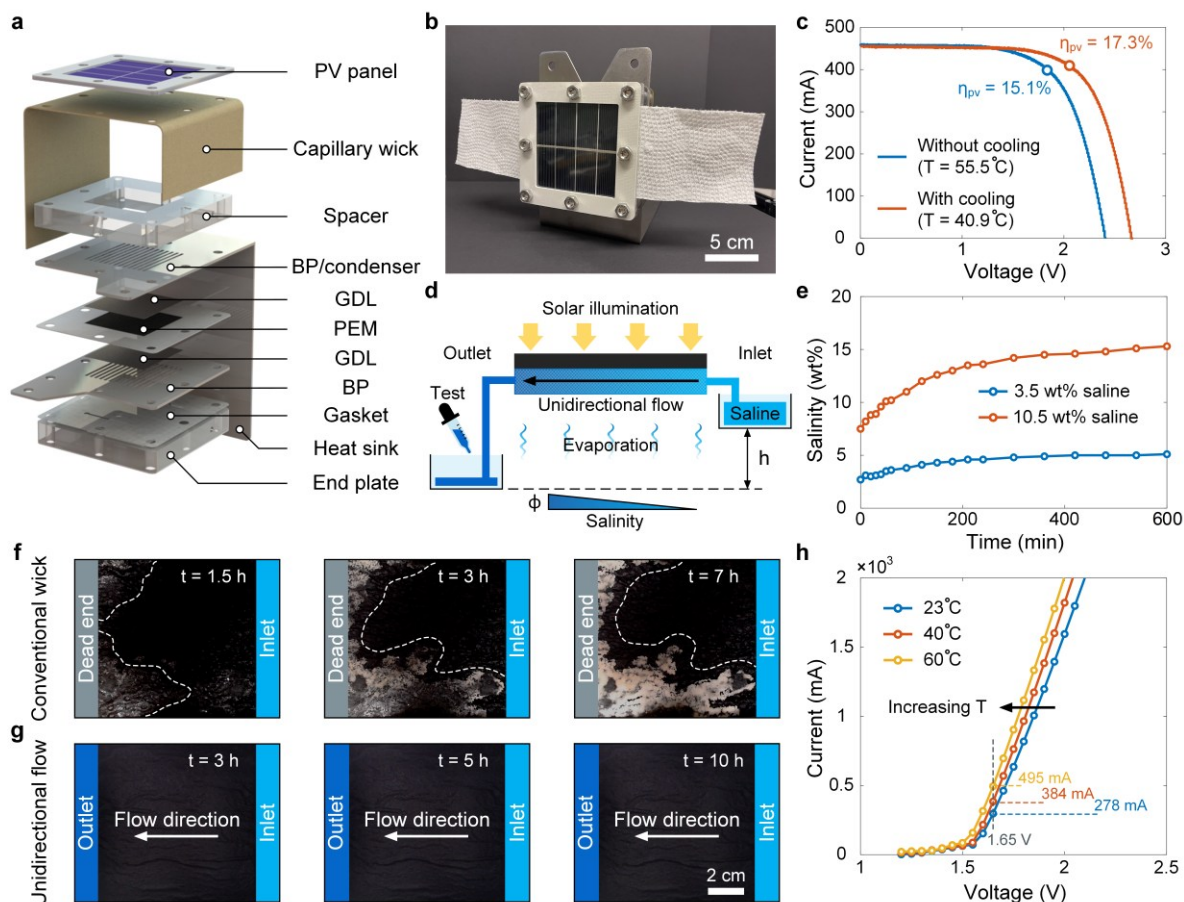 a
PV panel
Capillary wick
Spacer
BP/condenser
GDL
PEM
GDL
BP
Gasket
Heat sink
End plate
b
5 cm
c
Current (mA)
500
400
300
200
100
0
ηpv = 17.3%
ηpv = 15.1%
Without cooling
(T = 55.5°C)
With cooling
(T = 40.9°C)
0 1 2 3
Voltage (V)
d
Solar illumination
Outlet
Inlet
Test
Unidirectional flow
Saline
Evaporation
h
ϕ
Salinity
e
Salinity (wt%)
20
15
10
5
0
3.5 wt% saline
10.5 wt% saline
0 200 400 600
Time (min)
f
Conventional wick
Dead end
t = 1.5 h
Inlet
Dead end
t = 3 h
Inlet
Dead end
t = 7 h
Inlet
g
Unidirectional flow
Outlet
t = 3 h
Flow direction
Inlet
Outlet
t = 5 h
Flow direction
Inlet
Outlet
t = 10 h
Flow direction
2 cm
Inlet
h
×10³
Current (mA)
2
1.5
1
0.5
0
23°C
40°C
60°C
Increasing T
495 mA
384 mA
278 mA
1.65 V
1 1.5 2 2.5
Voltage (V)